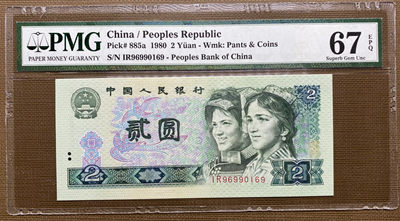 PMG
PAPER MONEY GUARANTY
China / Peoples Republic
Pick# 885a 1980 2 Yüan - Wmk: Pants & Coins
S/N IR96990169 - Peoples Bank of China
67 EPQ
Superb Gem Unc
中国人民银行
2
贰圆
2
2
IR96990169